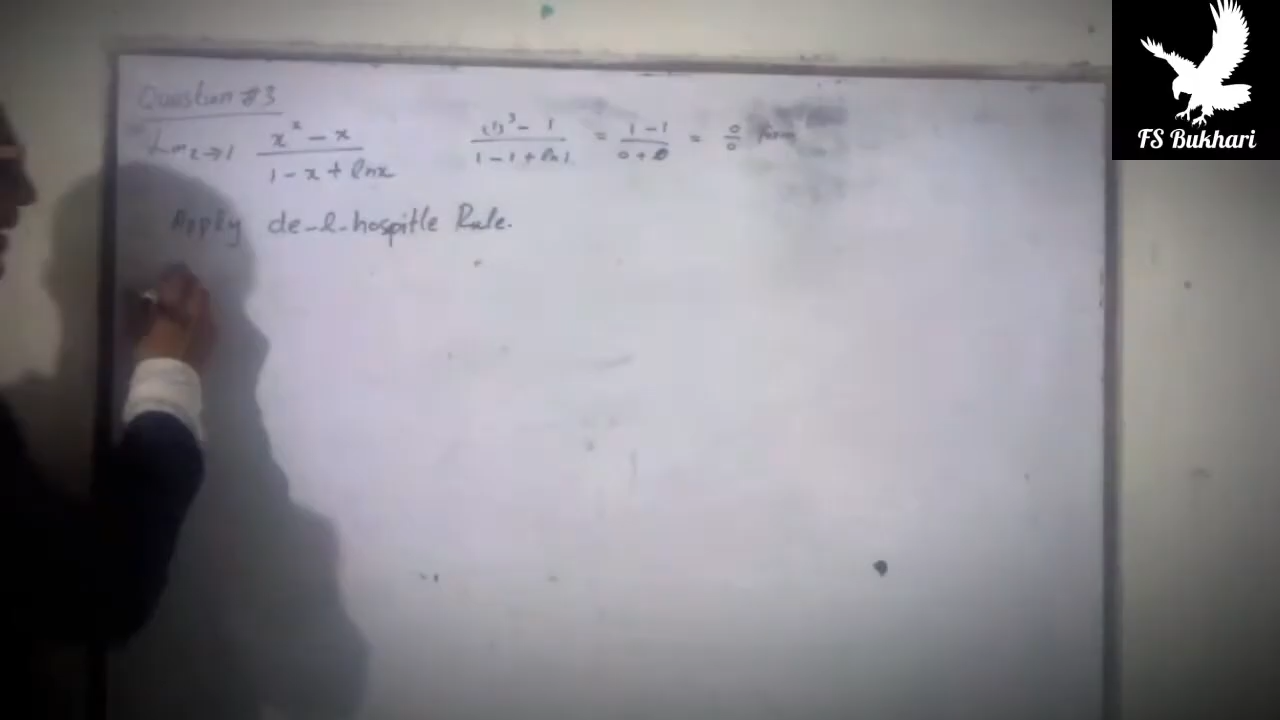 Question #3
Lim x→1 x^x - x / 1 - x + ln x (1)^3 - 1 / 1 - 1 + ln 1 = 1 - 1 / 0 + 0 = 0/0 form
Apply de-l-hospitle Rule.
FS Bukhari